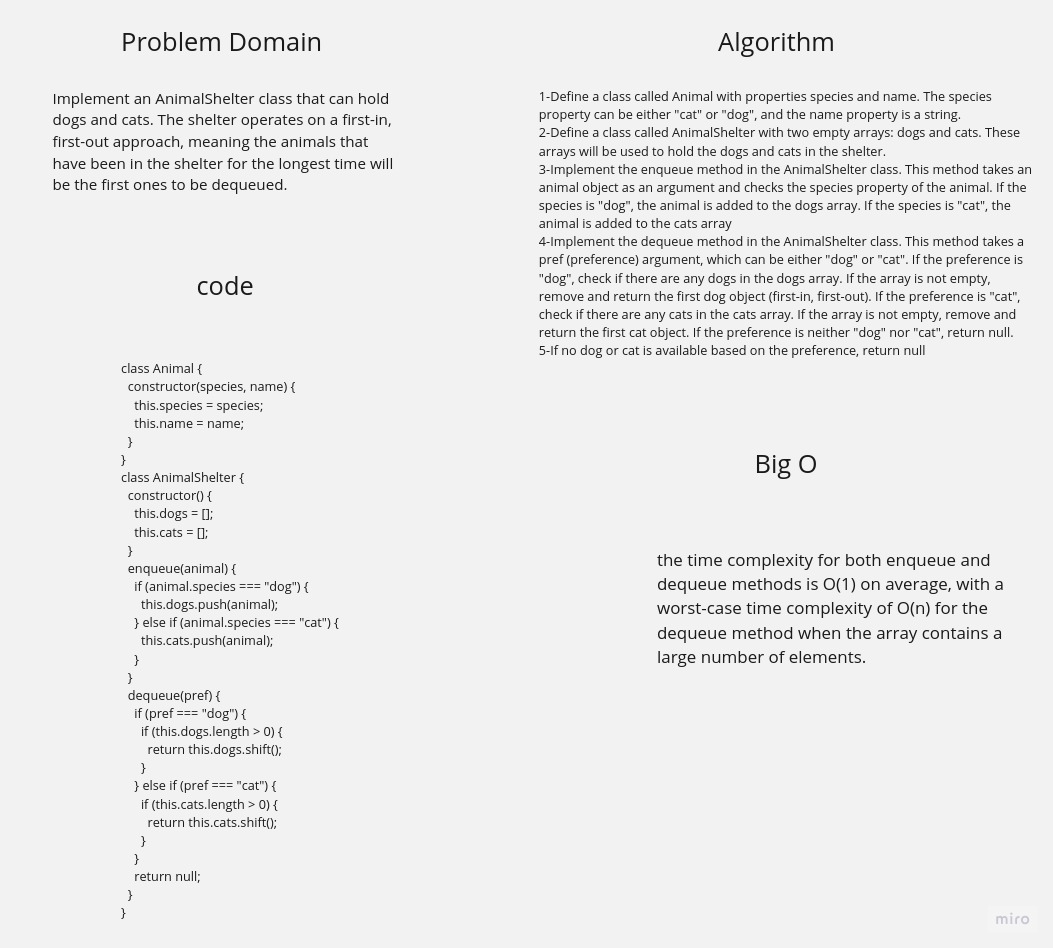 Problem Domain
Implement an AnimalShelter class that can hold
dogs and cats. The shelter operates on a first-in,
first-out approach, meaning the animals that
have been in the shelter for the longest time will
be the first ones to be dequeued.
code
class Animal {
constructor(species, name) {
this.species = species;
this.name = name;
}
}
class AnimalShelter {
constructor() {
this.dogs = [];
this.cats = [];
}
enqueue(animal) {
if (animal.species === "dog") {
this.dogs.push(animal);
} else if (animal.species === "cat") {
this.cats.push(animal);
}
}
dequeue(pref) {
if (pref === "dog") {
if (this.dogs.length > 0) {
return this.dogs.shift();
}
} else if (pref === "cat") {
if (this.cats.length > 0) {
return this.cats.shift();
}
}
return null;
}
}
Algorithm
1-Define a class called Animal with properties species and name. The species
property can be either "cat" or "dog", and the name property is a string.
2-Define a class called AnimalShelter with two empty arrays: dogs and cats. These
arrays will be used to hold the dogs and cats in the shelter.
3-Implement the enqueue method in the AnimalShelter class. This method takes an
animal object as an argument and checks the species property of the animal. If the
species is "dog", the animal is added to the dogs array. If the species is "cat", the
animal is added to the cats array
4-Implement the dequeue method in the AnimalShelter class. This method takes a
pref (preference) argument, which can be either "dog" or "cat". If the preference is
"dog", check if there are any dogs in the dogs array. If the array is not empty,
remove and return the first dog object (first-in, first-out). If the preference is "cat",
check if there are any cats in the cats array. If the array is not empty, remove and
return the first cat object. If the preference is neither "dog" nor "cat", return null.
5-If no dog or cat is available based on the preference, return null
Big O
the time complexity for both enqueue and
dequeue methods is O(1) on average, with a
worst-case time complexity of O(n) for the
dequeue method when the array contains a
large number of elements.
miro